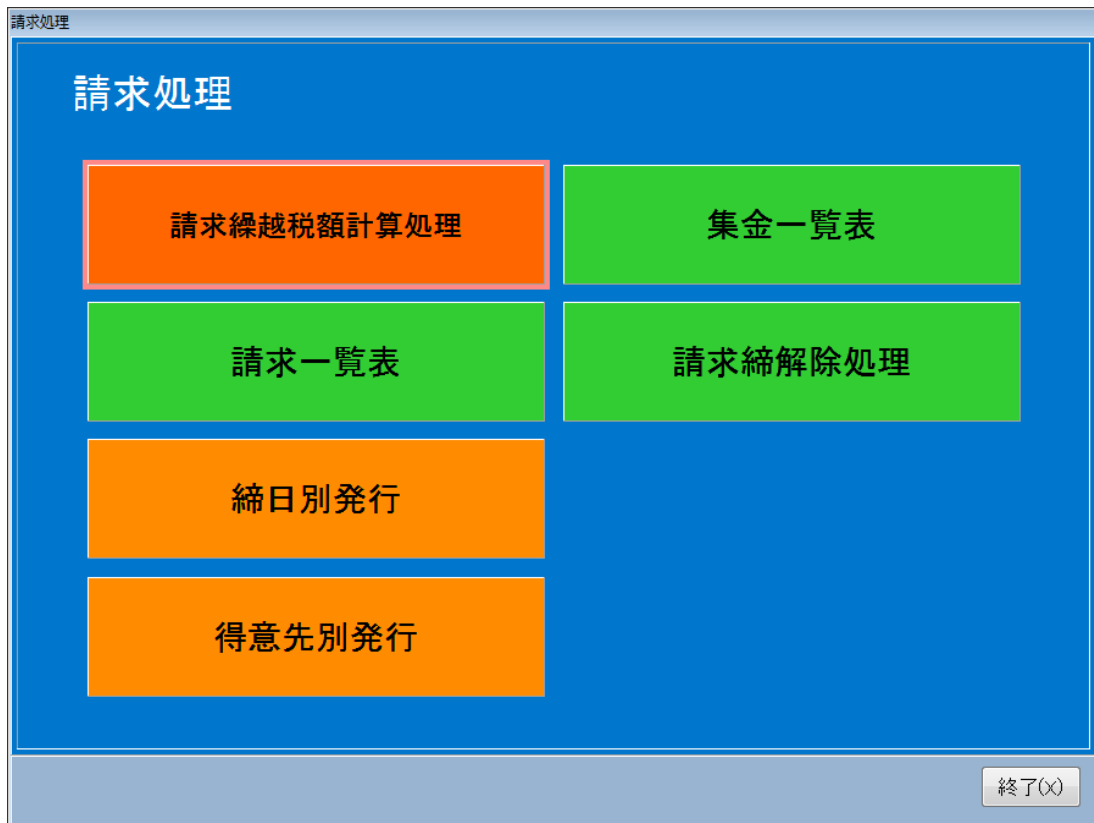 請求処理
請求処理
請求繰越税額計算処理
集金一覧表
請求一覧表
請求締解除処理
締日別発行
得意先別発行
終了(X)